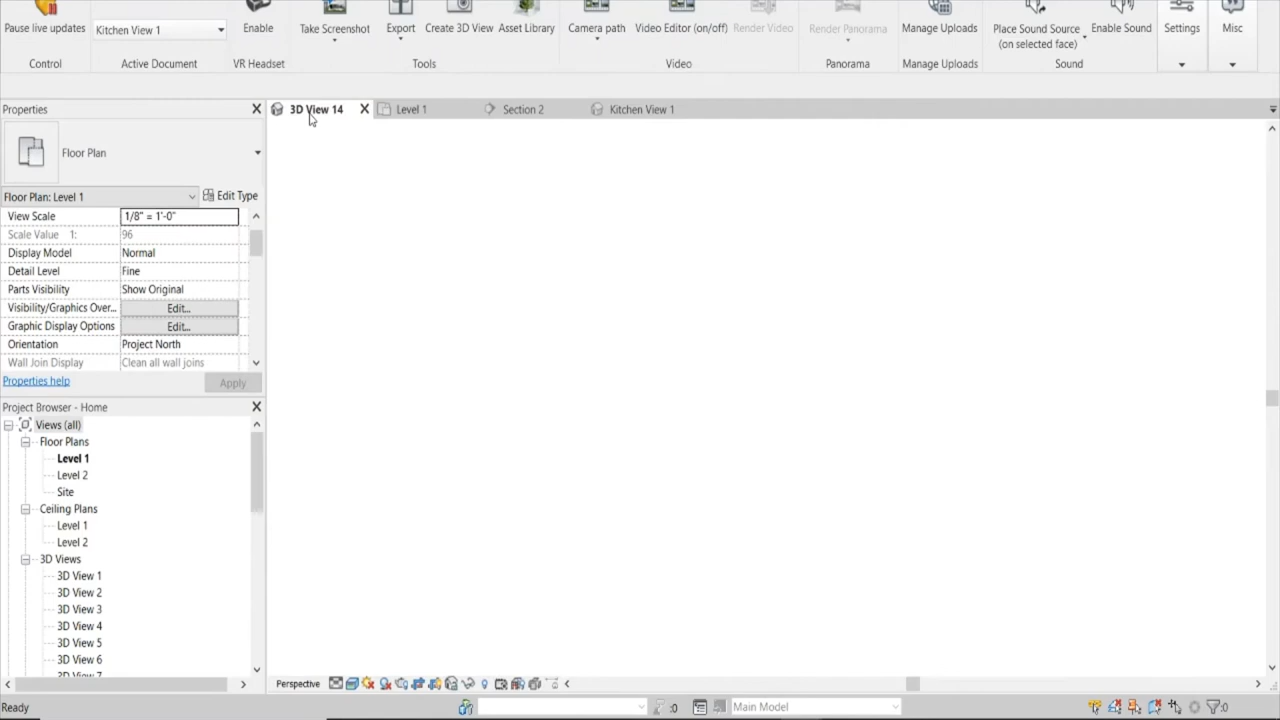 Pause live updates
Kitchen View 1
Enable
Take Screenshot
Export
Create 3D View
Asset Library
Camera path
Video Editor (on/off)
Render Video
Render Panorama
Manage Uploads
Place Sound Source
(on selected face)
Enable Sound
Settings
Misc
Control
Active Document
VR Headset
Tools
Video
Panorama
Manage Uploads
Sound
Properties
3D View 14
Level 1
Section 2
Kitchen View 1
Floor Plan
Floor Plan: Level 1
Edit Type
View Scale 1/8" = 1'-0"
Scale Value 1: 96
Display Model Normal
Detail Level Fine
Parts Visibility Show Original
Visibility/Graphics Over... Edit...
Graphic Display Options Edit...
Orientation Project North
Wall Join Display Clean all wall joins
Properties help
Apply
Project Browser - Home
Views (all)
Floor Plans
Level 1
Level 2
Site
Ceiling Plans
Level 1
Level 2
3D Views
3D View 1
3D View 2
3D View 3
3D View 4
3D View 5
3D View 6
3D View 7
Perspective
Ready
:0
Main Model
:0